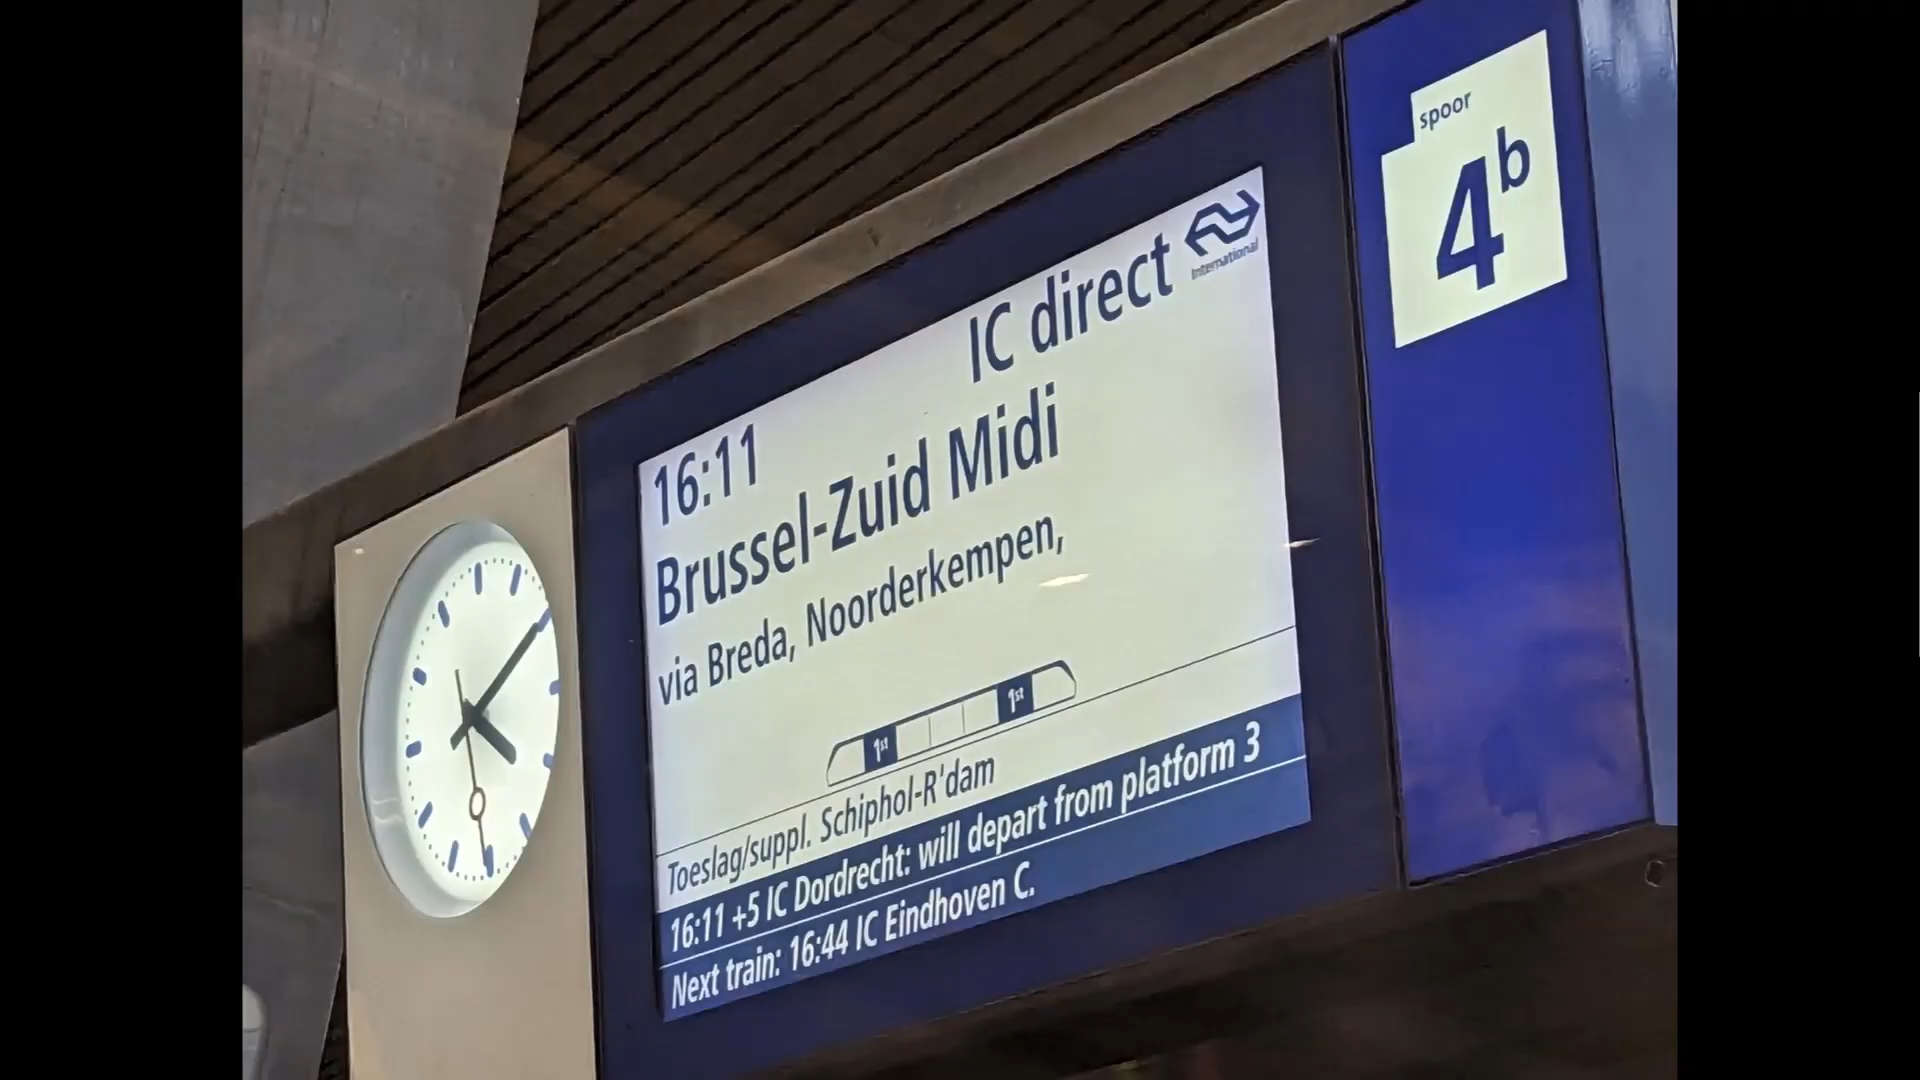 spoor
4b
International
IC direct
16:11
Brussel-Zuid Midi
via Breda, Noorderkempen,
1st 1st
Toeslag/suppl. Schiphol-R'dam
16:11 +5 IC Dordrecht: will depart from platform 3
Next train: 16:44 IC Eindhoven C.